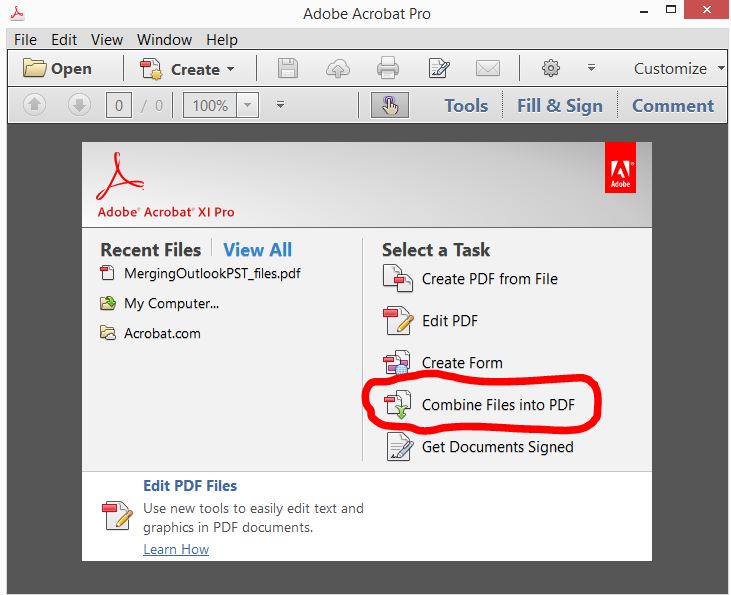 Adobe Acrobat Pro
File Edit View Window Help
Open Create Customize
0 / 0 100% Tools Fill & Sign Comment
Adobe
Adobe® Acrobat® XI Pro
Recent Files View All
MergingOutlookPST_files.pdf
My Computer...
Acrobat.com
Select a Task
Create PDF from File
Edit PDF
Create Form
Combine Files into PDF
Get Documents Signed
Edit PDF Files
Use new tools to easily edit text and
graphics in PDF documents.
Learn How